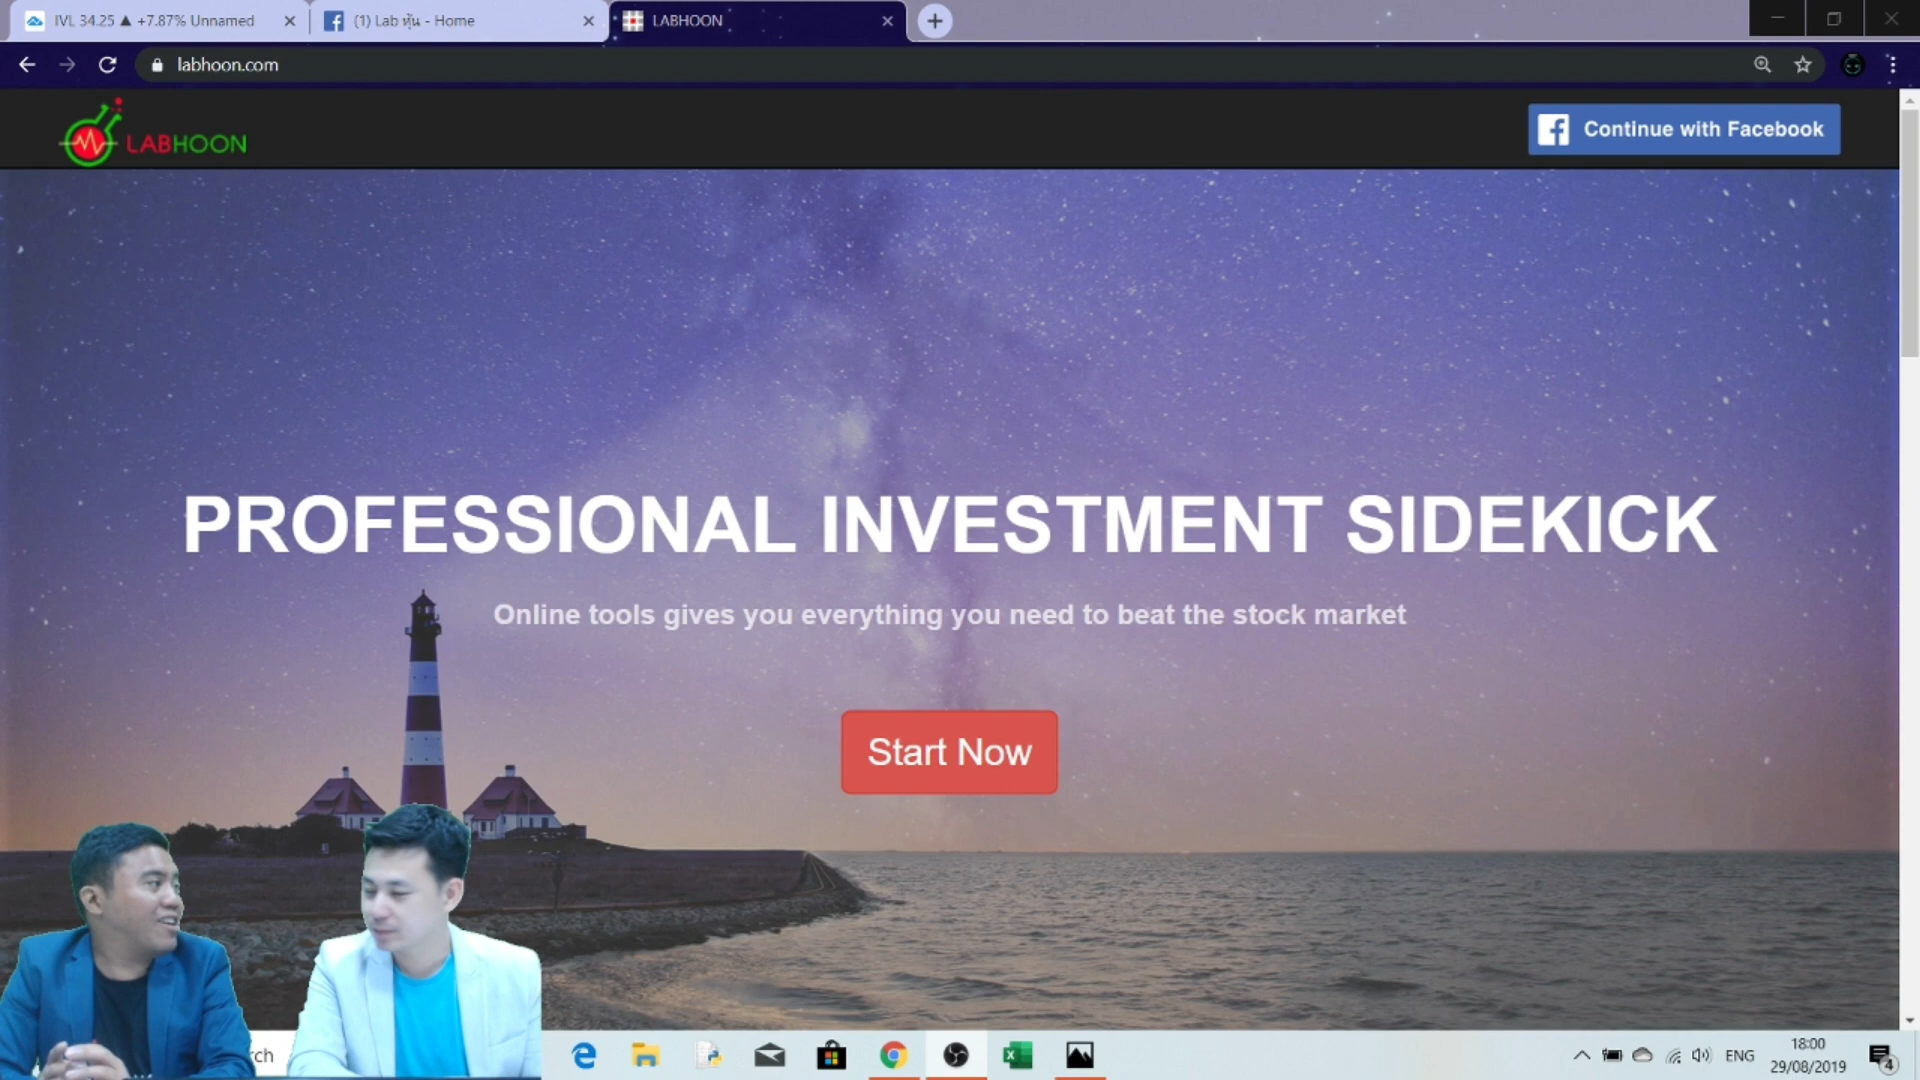 IVL 34.25 ▲ +7.87% Unnamed
(1) Lab หุ้น - Home
LABHOON
labhoon.com
LABHOON
Continue with Facebook
PROFESSIONAL INVESTMENT SIDEKICK
Online tools gives you everything you need to beat the stock market
Start Now
rch
ENG
18:00
29/08/2019
4